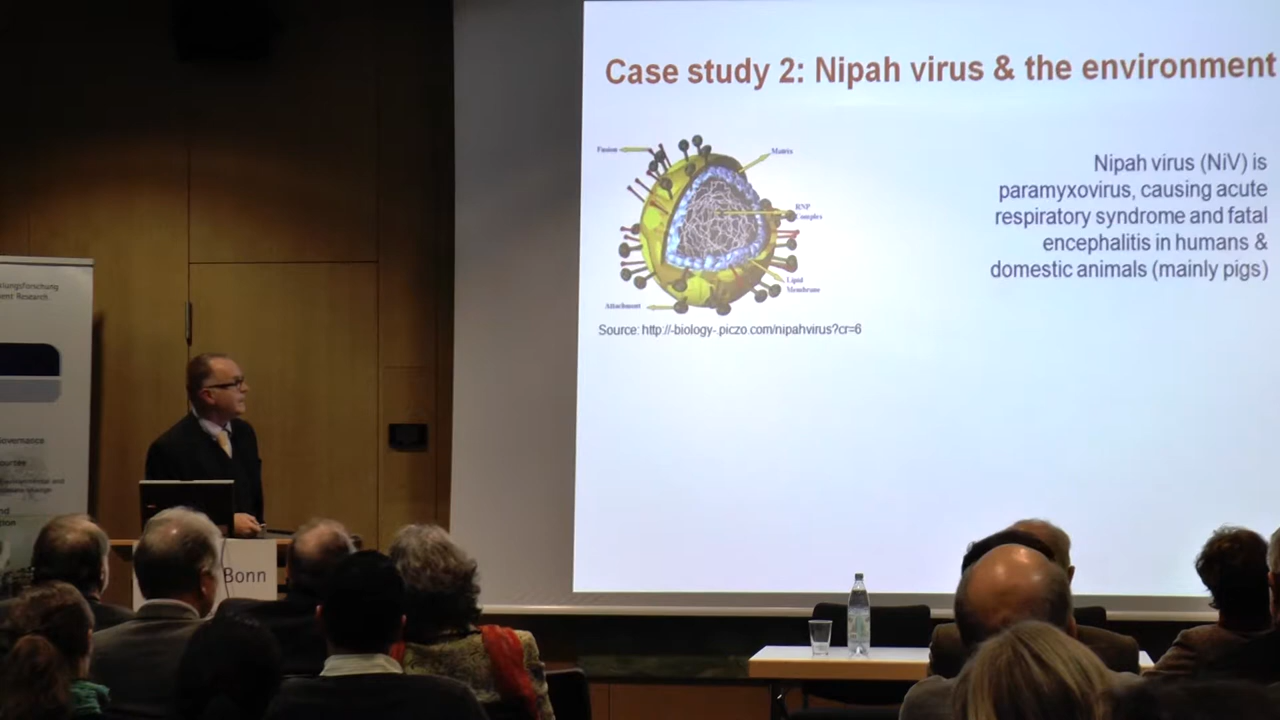 Case study 2: Nipah virus & the environment
Fusion
Matrix
RNP
Complex
Lipid
Membrane
Attachment
Source: http://-biology-.piczo.com/nipahvirus?cr=6
Nipah virus (NiV) is
paramyxovirus, causing acute
respiratory syndrome and fatal
encephalitis in humans &
domestic animals (mainly pigs)
Research
Bonn